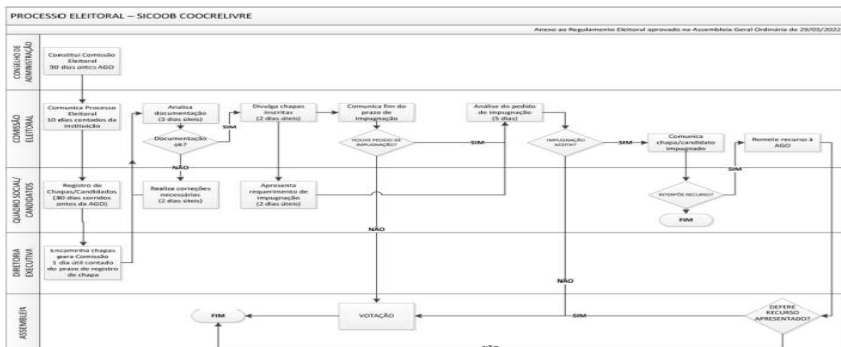 PROCESSO ELEITORAL – SICOOB COOCRELIVRE
Anexo ao Regulamento Eleitoral aprovado na Assembleia Geral Ordinária de 29/03/2022
CONSELHO DE
ADMINISTRAÇÃO
Constitui Comissão
Eleitoral
90 dias antes AGO
COMISSÃO
ELEITORAL
Comunica Processo
Eleitoral
10 dias contados de
instituição
Analisa
documentação
(3 dias úteis)
Documentação
ok?
SIM
NÃO
Divulga chapas
inscritas
(2 dias úteis)
Comunica fim do
prazo de
impugnação
HOUVE PEDIDO DE
IMPUGNAÇÃO?
SIM
Análise do pedido
de impugnação
(5 dias)
IMPUGNAÇÃO
ACEITA?
SIM
Comunica
chapa/candidato
impugnado
Remete recurso à
AGO
QUADRO SOCIAL/
CANDIDATOS
Registro de
Chapas/Candidatos
(30 dias corridos
antes da AGO)
Realiza correções
necessárias
(2 dias úteis)
Apresenta
requerimento de
impugnação
(2 dias úteis)
NÃO
INTERPÕE RECURSO?
SIM
FIM
DIRETORIA
EXECUTIVA
Encaminha chapas
para Comissão
1 dia útil contado
do prazo de registro
de chapa
NÃO
ASSEMBLEIA
FIM
VOTAÇÃO
SIM
DEFERE
RECURSO
APRESENTADO?
NÃO